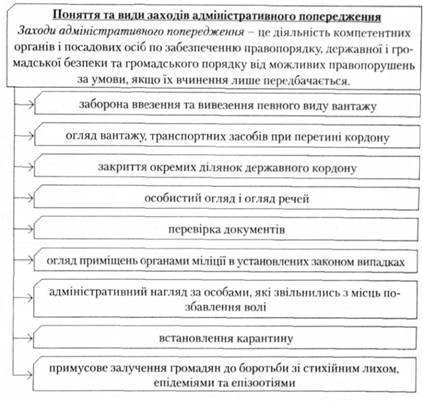 Поняття та види заходів адміністративного попередження
Заходи адміністративного попередження – це діяльність компетентних
органів і посадових осіб по забезпеченню правопорядку, державної і гро-
мадської безпеки та громадського порядку від можливих правопорушень
за умови, якщо їх вчинення лише передбачається.
заборона ввезення та вивезення певного виду вантажу
огляд вантажу, транспортних засобів при перетині кордону
закриття окремих ділянок державного кордону
особистий огляд і огляд речей
перевірка документів
огляд приміщень органами міліції в установлених законом випадках
адміністративний нагляд за особами, які звільнились з місць по-
збавлення волі
встановлення карантину
примусове залучення громадян до боротьби зі стихійним лихом,
епідеміями та епізоотіями